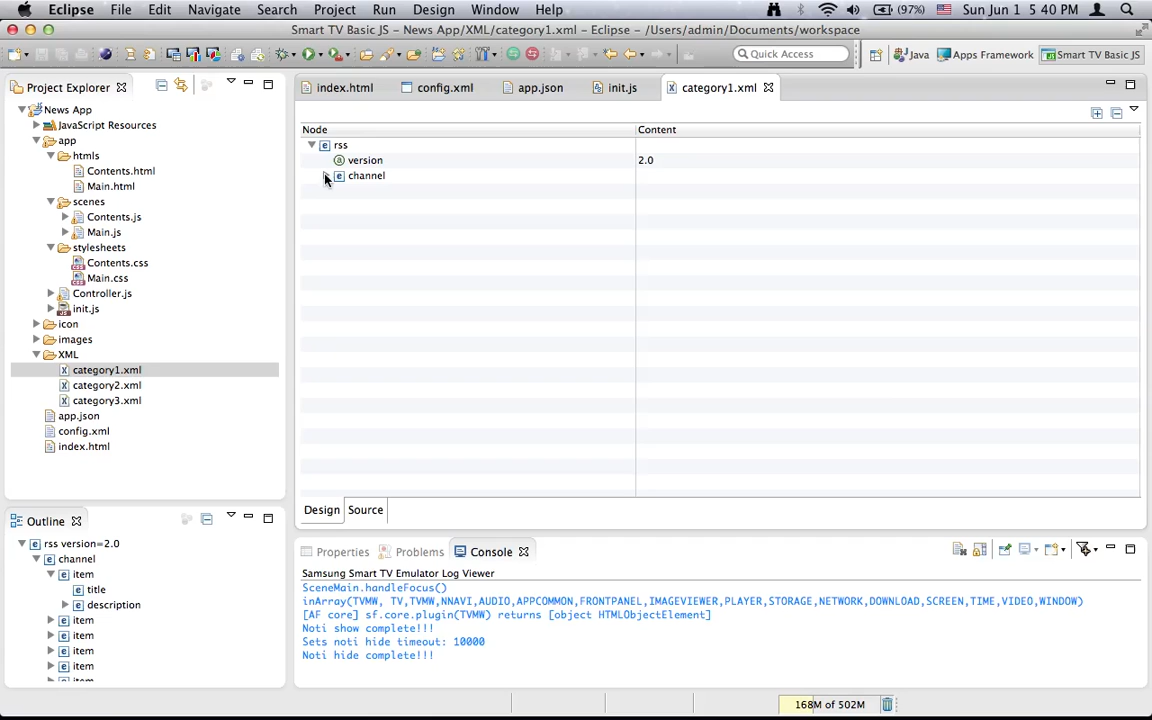 Eclipse File Edit Navigate Search Project Run Design Window Help (97%) Sun Jun 1 5:40 PM
Smart TV Basic JS - News App/XML/category1.xml - Eclipse - /Users/admin/Documents/workspace
Quick Access Java Apps Framework Smart TV Basic JS
Project Explorer
News App
JavaScript Resources
app
htmls
Contents.html
Main.html
scenes
Contents.js
Main.js
stylesheets
Contents.css
Main.css
Controller.js
init.js
icon
images
XML
category1.xml
category2.xml
category3.xml
app.json
config.xml
index.html
index.html config.xml app.json init.js category1.xml
Node Content
rss
version 2.0
channel
Design Source
Outline
rss version=2.0
channel
item
title
description
item
item
item
item
item
Properties Problems Console
Samsung Smart TV Emulator Log Viewer
SceneMain.handleFocus()
inArray(TVMW, TV,TVMW,NNAVI,AUDIO,APPCOMMON,FRONTPANEL,IMAGEVIEWER,PLAYER,STORAGE,NETWORK,DOWNLOAD,SCREEN,TIME,VIDEO,WINDOW)
[AF core] sf.core.plugin(TVMW) returns [object HTMLObjectElement]
Noti show complete!!!
Sets noti hide timeout: 10000
Noti hide complete!!!
168M of 502M